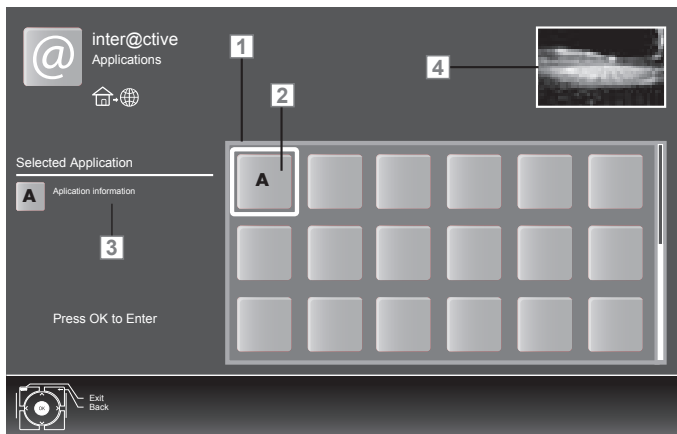 inter@ctive
Applications
@
1
2
4
Selected Application
A
Aplication information
3
A
Press OK to Enter
OK
Exit
Back